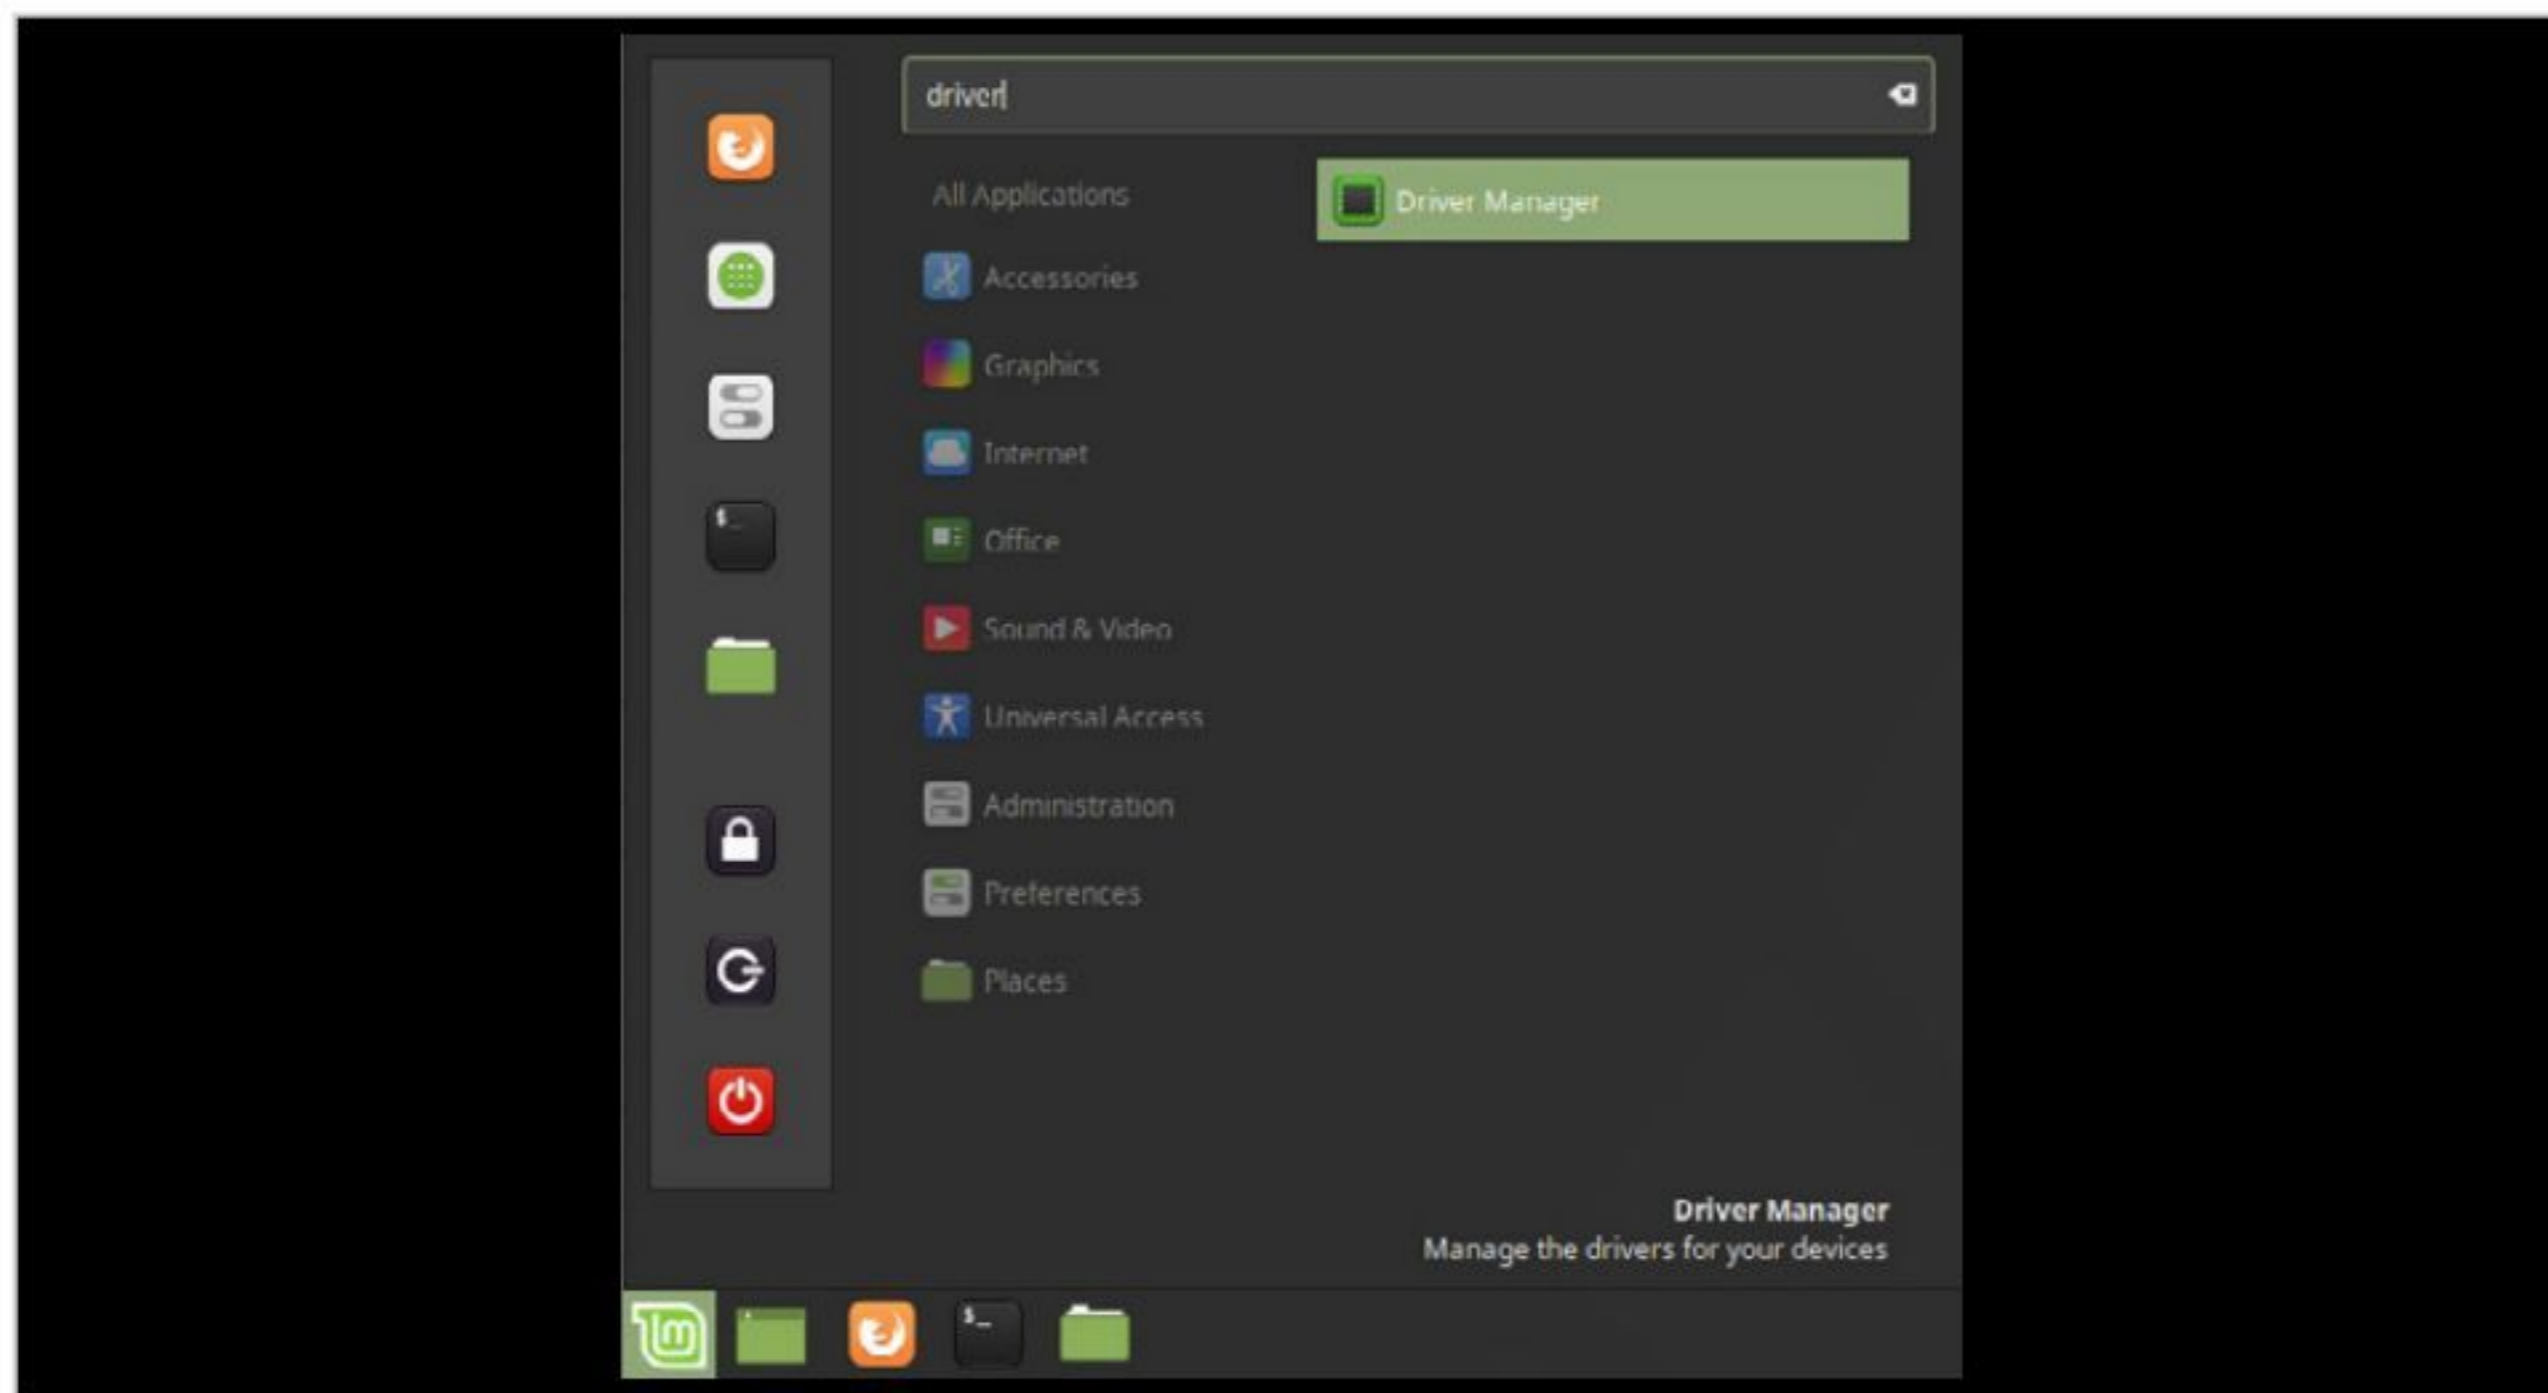 driver
All Applications
Driver Manager
Accessories
Graphics
Internet
Office
Sound & Video
Universal Access
Administration
Preferences
Places
Driver Manager
Manage the drivers for your devices
$_
$_
lm